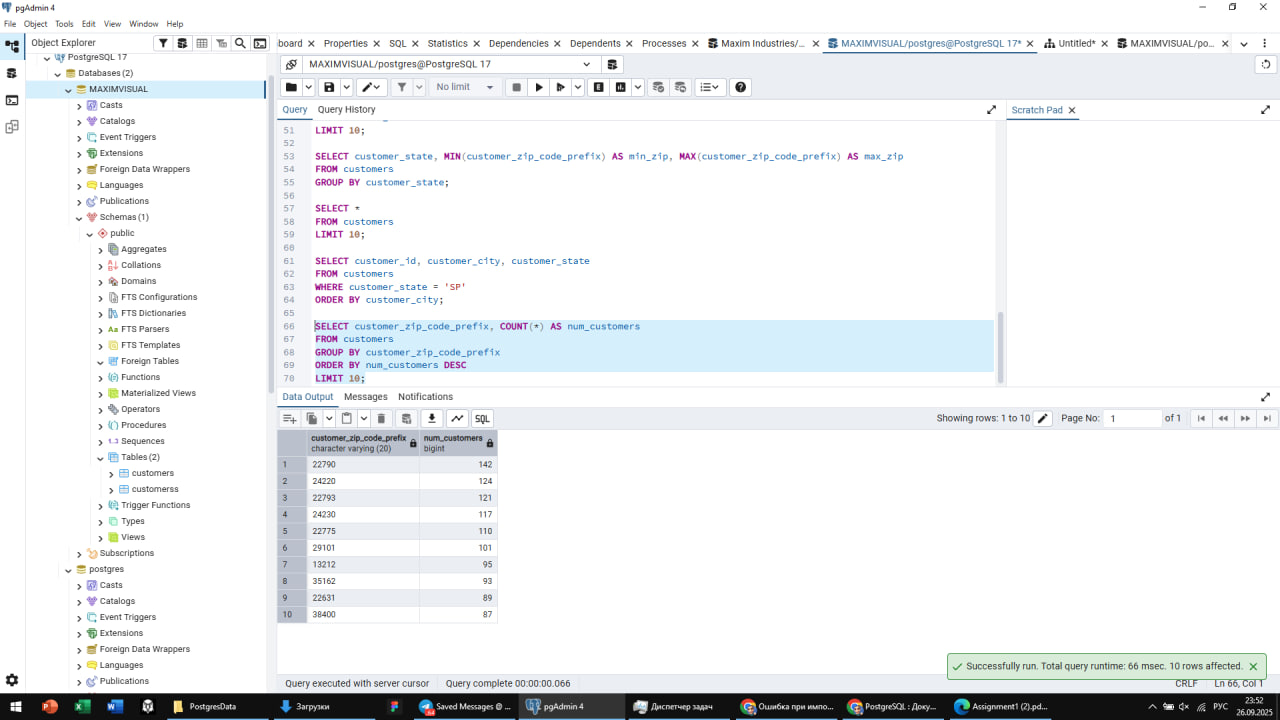 pgAdmin 4
File Object Tools Edit View Window Help
Object Explorer
board Properties SQL Statistics Dependencies Dependents Processes Maxim Industries/... MAXIMVISUAL/postgres@PostgreSQL 17* Untitled* MAXIMVISUAL/po...
PostgreSQL 17
Databases (2)
MAXIMVISUAL
Casts
Catalogs
Event Triggers
Extensions
Foreign Data Wrappers
Languages
Publications
Schemas (1)
public
Aggregates
Collations
Domains
FTS Configurations
FTS Dictionaries
Aa FTS Parsers
FTS Templates
Foreign Tables
Functions
Materialized Views
Operators
Procedures
1..3 Sequences
Tables (2)
customers
customerss
Trigger Functions
Types
Views
Subscriptions
postgres
Casts
Catalogs
Event Triggers
Extensions
Foreign Data Wrappers
Languages
Publications
MAXIMVISUAL/postgres@PostgreSQL 17
No limit
Query Query History
Scratch Pad
51 LIMIT 10;
52
53 SELECT customer_state, MIN(customer_zip_code_prefix) AS min_zip, MAX(customer_zip_code_prefix) AS max_zip
54 FROM customers
55 GROUP BY customer_state;
56
57 SELECT *
58 FROM customers
59 LIMIT 10;
60
61 SELECT customer_id, customer_city, customer_state
62 FROM customers
63 WHERE customer_state = 'SP'
64 ORDER BY customer_city;
65
66 SELECT customer_zip_code_prefix, COUNT(*) AS num_customers
67 FROM customers
68 GROUP BY customer_zip_code_prefix
69 ORDER BY num_customers DESC
70 LIMIT 10;
Data Output Messages Notifications
SQL
Showing rows: 1 to 10 Page No: 1 of 1
customer_zip_code_prefix num_customers
character varying (20) bigint
1 22790 142
2 24220 124
3 22793 121
4 24230 117
5 22775 110
6 29101 101
7 13212 95
8 35162 93
9 22631 89
10 38400 87
Successfully run. Total query runtime: 66 msec. 10 rows affected.
Query executed with server cursor Query complete 00:00:00.066 CRLF Ln 66, Col 1
PostgresData Загрузки Saved Messages @ ... pgAdmin 4 Диспетчер задач Ошибка при импо... PostgreSQL : Доку... Assignment1 (2).pd... РУС
23:52
26.09.2025